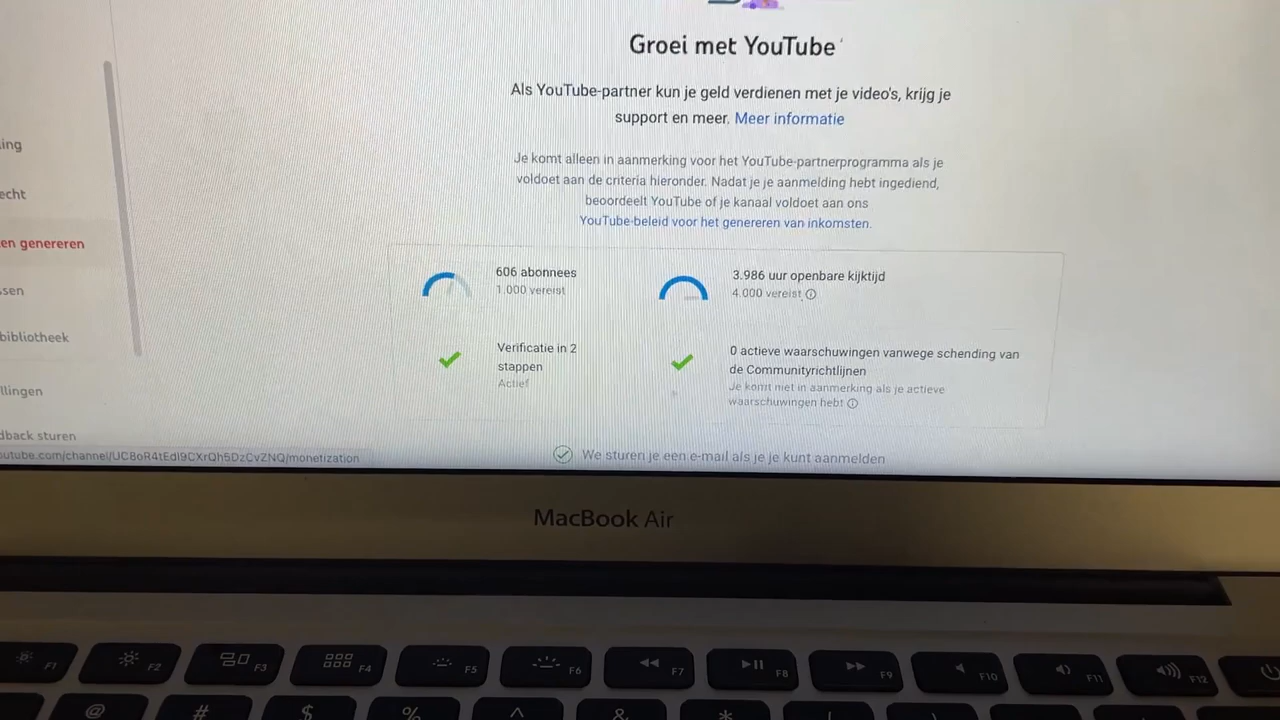 Groei met YouTube
Als YouTube-partner kun je geld verdienen met je video's, krijg je
support en meer. Meer informatie
Je komt alleen in aanmerking voor het YouTube-partnerprogramma als je
voldoet aan de criteria hieronder. Nadat je je aanmelding hebt ingediend,
beoordeelt YouTube of je kanaal voldoet aan ons
YouTube-beleid voor het genereren van inkomsten.
ing
echt
en genereren
ssen
bibliotheek
llingen
dback sturen
606 abonnees
1.000 vereist
3.986 uur openbare kijktijd
4.000 vereist
Verificatie in 2
stappen
Actief
0 actieve waarschuwingen vanwege schending van
de Communityrichtlijnen
Je komt niet in aanmerking als je actieve
waarschuwingen hebt
We sturen je een e-mail als je je kunt aanmelden
MacBook Air
F1 F2 F3 F4 F5 F6 F7 F8 F9 F10 F11 F12
@ # $ % ^ & *